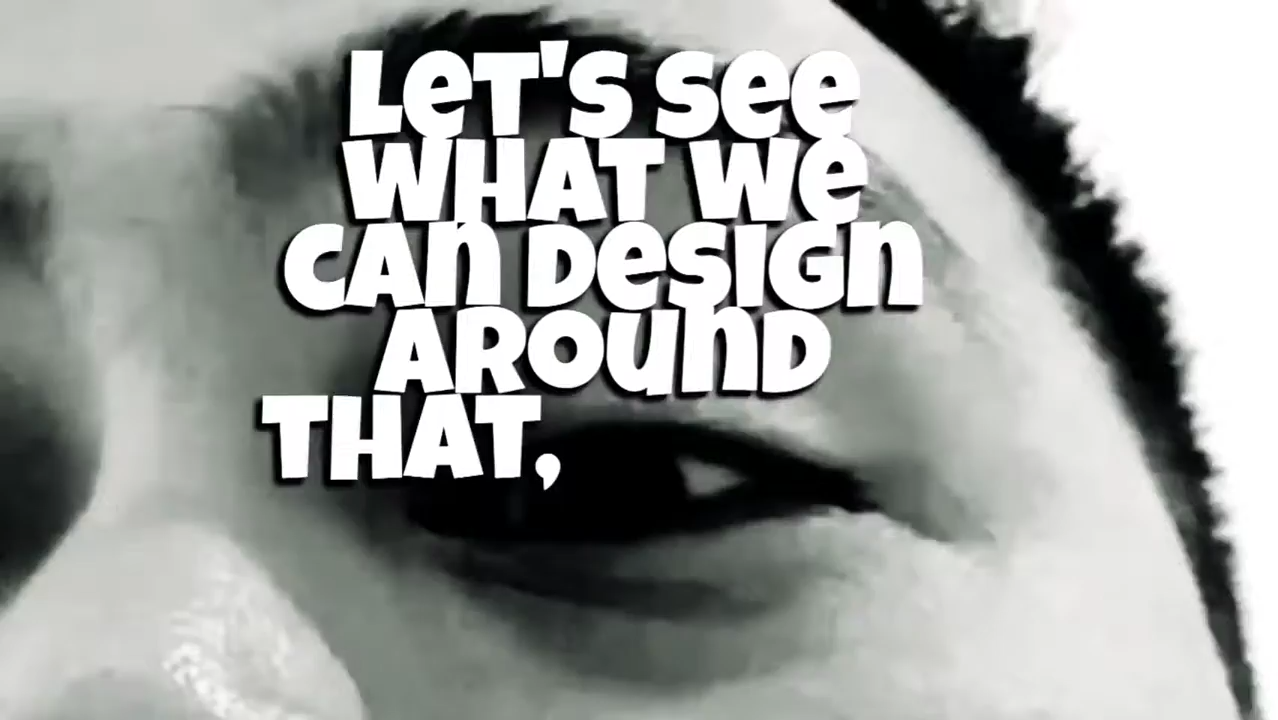 LET'S SEE
WHAT WE
CAN DESIGN
AROUND
THAT,